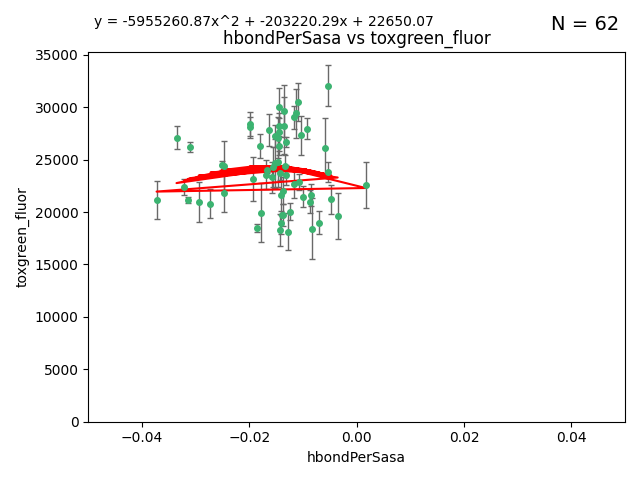 y = -5955260.87x^2 + -203220.29x + 22650.07
N = 62
hbondPerSasa vs toxgreen_fluor
35000
30000
25000
20000
15000
10000
5000
0
toxgreen_fluor
−0.04
−0.02
0.00
0.02
0.04
hbondPerSasa